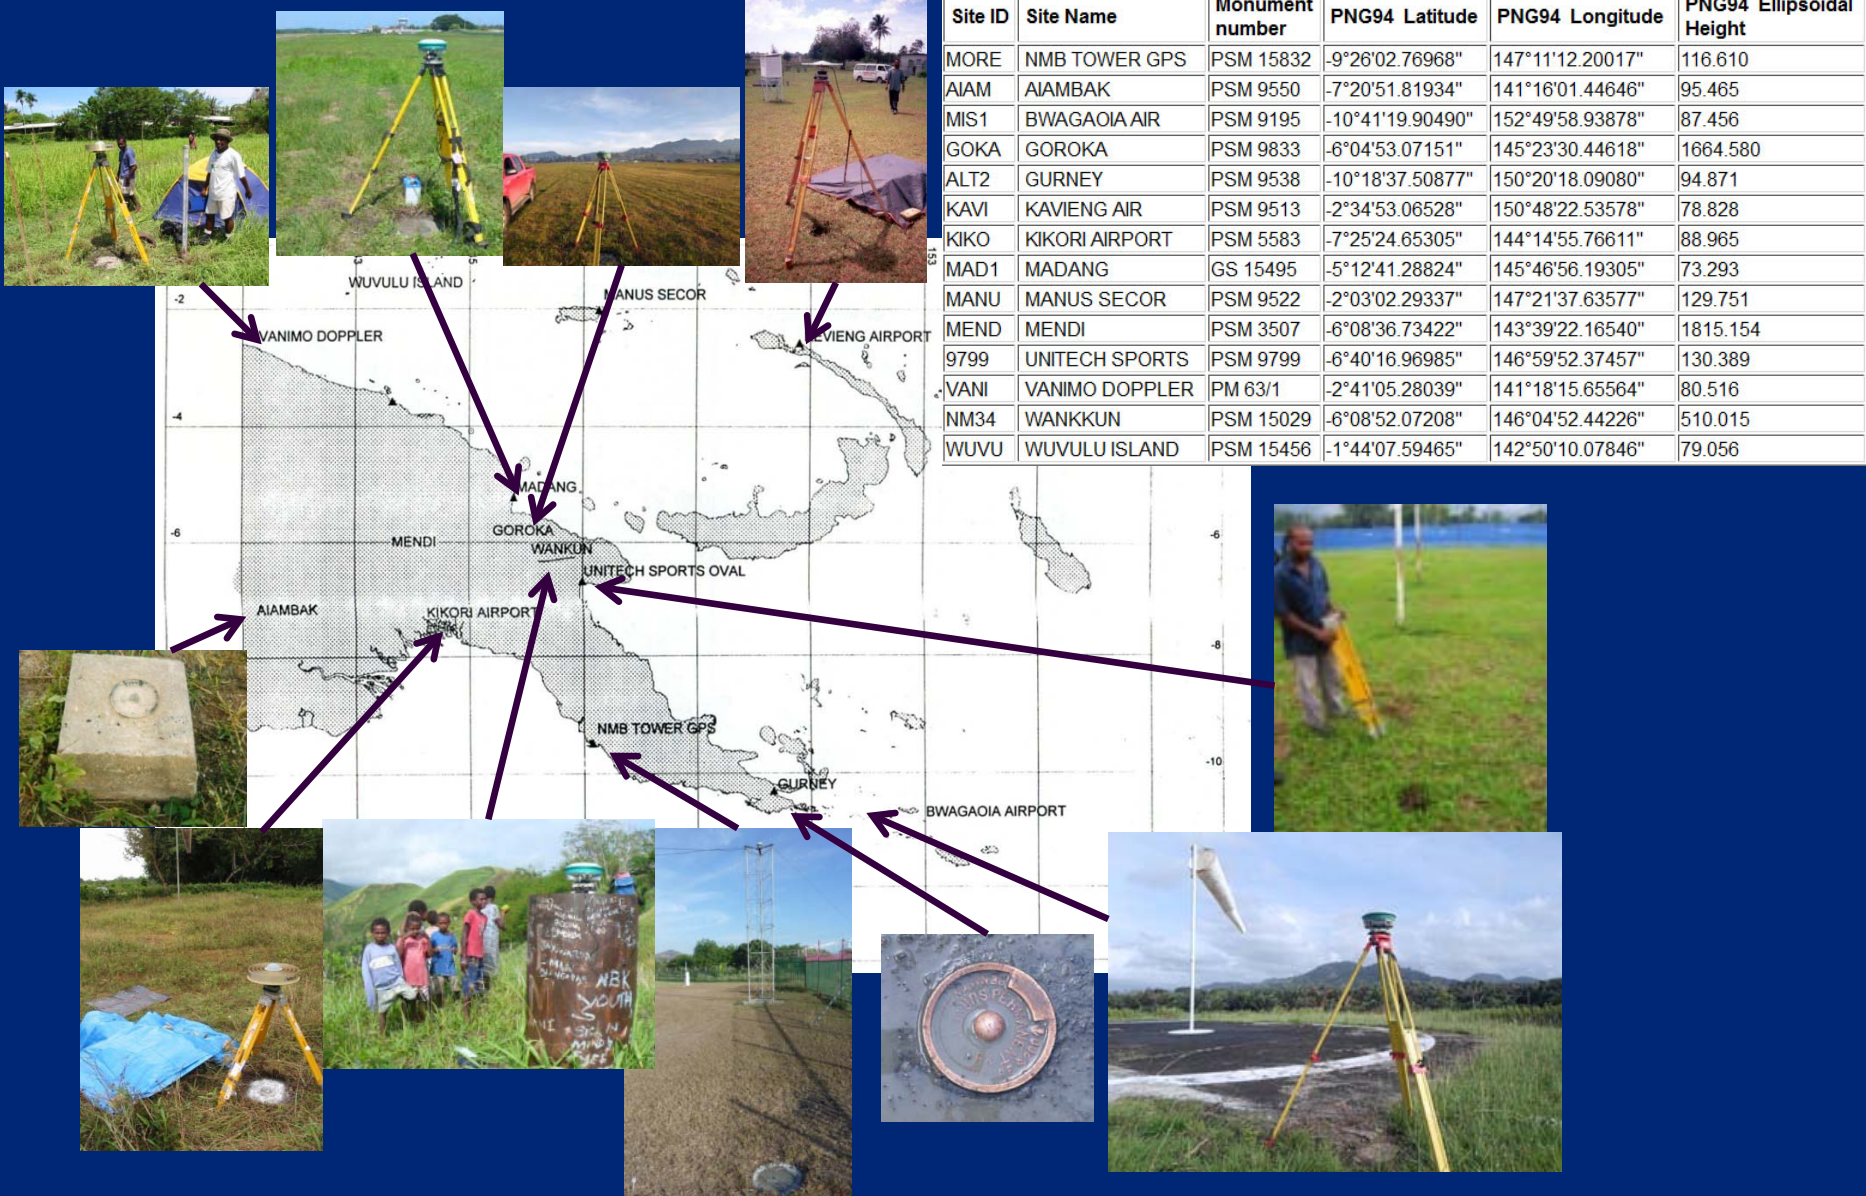 Site ID Site Name Monument number PNG94 Latitude PNG94 Longitude PNG94 Ellipsoidal Height
MORE NMB TOWER GPS PSM 15832 -9°26'02.76968" 147°11'12.20017" 116.610
AIAM AIAMBAK PSM 9550 -7°20'51.81934" 141°16'01.44646" 95.465
MIS1 BWAGAOIA AIR PSM 9195 -10°41'19.90490" 152°49'58.93878" 87.456
GOKA GOROKA PSM 9833 -6°04'53.07151" 145°23'30.44618" 1664.580
ALT2 GURNEY PSM 9538 -10°18'37.50877" 150°20'18.09080" 94.871
KAVI KAVIENG AIR PSM 9513 -2°34'53.06528" 150°48'22.53578" 78.828
KIKO KIKORI AIRPORT PSM 5583 -7°25'24.65305" 144°14'55.76611" 88.965
MAD1 MADANG GS 15495 -5°12'41.28824" 145°46'56.19305" 73.293
MANU MANUS SECOR PSM 9522 -2°03'02.29337" 147°21'37.63577" 129.751
MEND MENDI PSM 3507 -6°08'36.73422" 143°39'22.16540" 1815.154
9799 UNITECH SPORTS PSM 9799 -6°40'16.96985" 146°59'52.37457" 130.389
VANI VANIMO DOPPLER PM 63/1 -2°41'05.28039" 141°18'15.65564" 80.516
NM34 WANKKUN PSM 15029 -6°08'52.07208" 146°04'52.44226" 510.015
WUVU WUVULU ISLAND PSM 15456 -1°44'07.59465" 142°50'10.07846" 79.056
153
WUVULU ISLAND
-2
MANUS SECOR
VANIMO DOPPLER
EVIENG AIRPORT
-4
MADANG
-6
GOROKA
-6
MENDI
WANKUN
UNITECH SPORTS OVAL
AIAMBAK
KIKORI AIRPORT
-8
NMB TOWER GPS
-10
GURNEY
BWAGAOIA AIRPORT
NBK
YOUTH